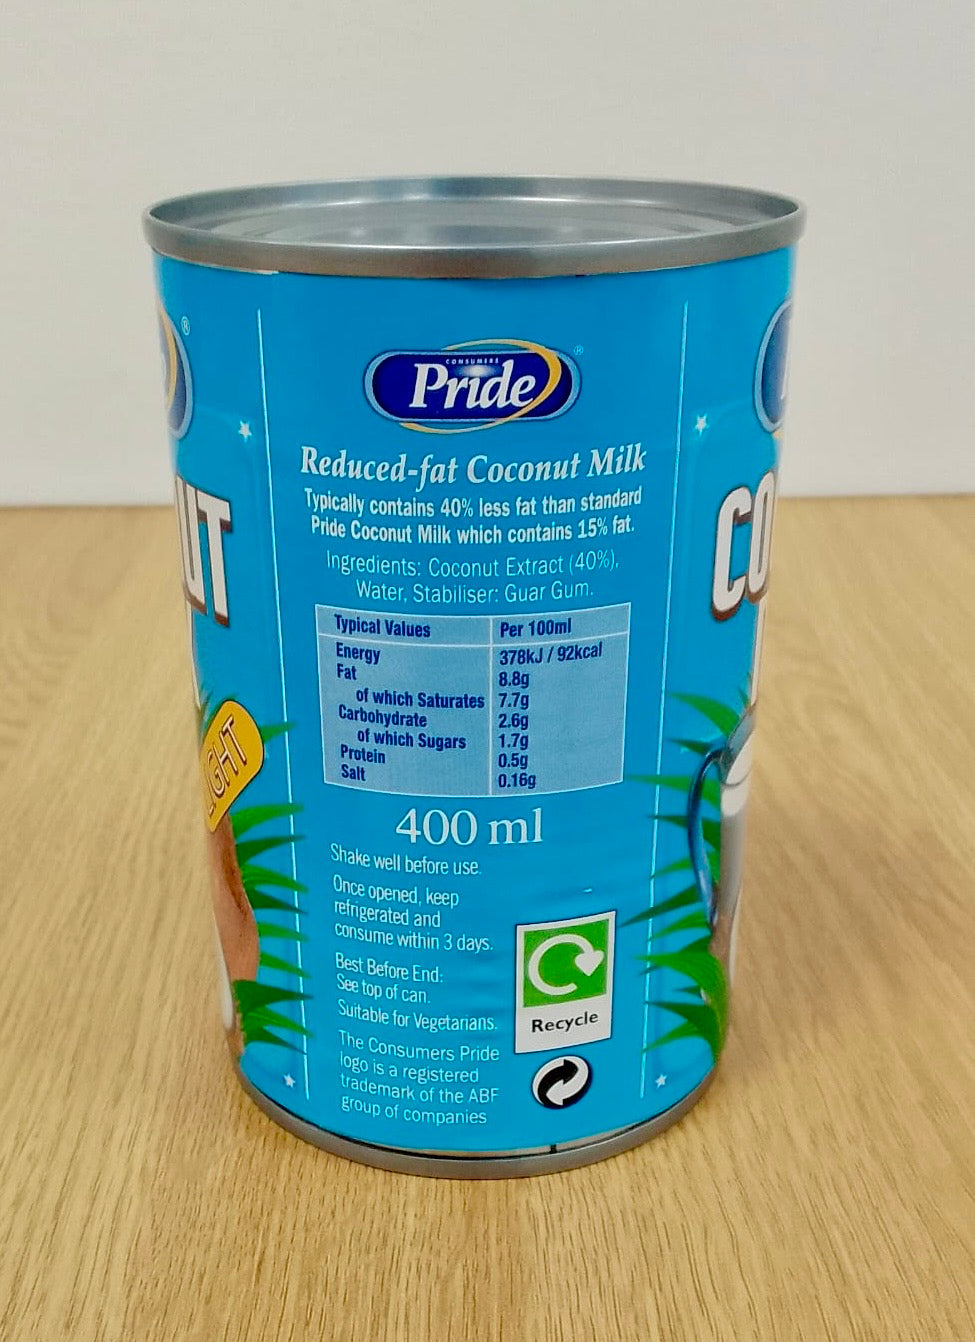 CONSUMERS
Pride
®
Reduced-fat Coconut Milk
Typically contains 40% less fat than standard
Pride Coconut Milk which contains 15% fat.
Ingredients: Coconut Extract (40%),
Water, Stabiliser: Guar Gum.
Typical Values Per 100ml
Energy 378kJ / 92kcal
Fat 8.8g
of which Saturates 7.7g
Carbohydrate 2.6g
of which Sugars 1.7g
Protein 0.5g
Salt 0.16g
400 ml
Shake well before use.
Once opened, keep
refrigerated and
consume within 3 days.
Best Before End:
See top of can.
Suitable for Vegetarians.
The Consumers Pride
logo is a registered
trademark of the ABF
group of companies
Recycle
®
UT
IGHT
CO